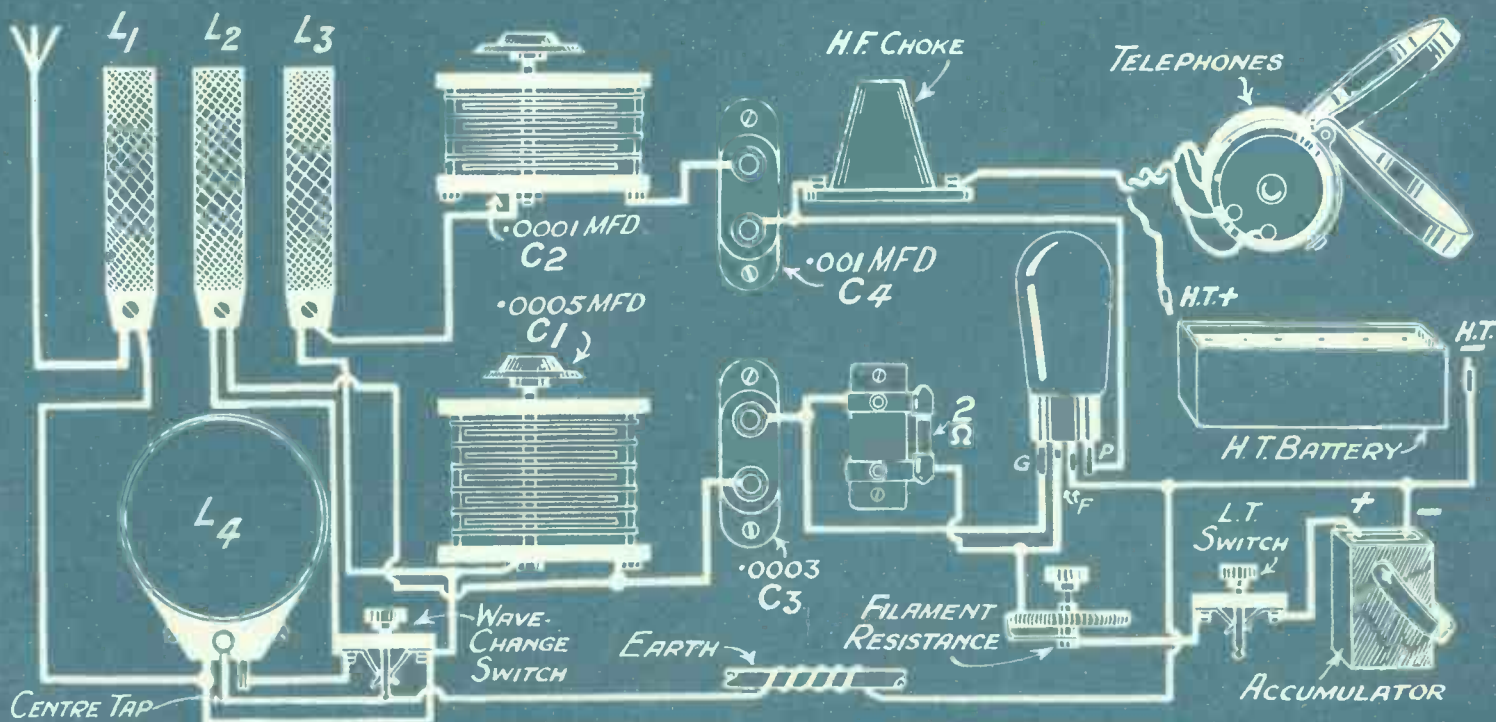 L1
L2
L3
.0001 MFD
C2
H.F. CHOKE
TELEPHONES
.001 MFD
C4
H.T.+
H.T.
–
.0005 MFD
C1
2
Ω
H.T. BATTERY
L4
G
P
F
.0003
C3
+
–
L.T.
SWITCH
WAVE-
CHANGE
SWITCH
EARTH
FILAMENT
RESISTANCE
CENTRE TAP
ACCUMULATOR